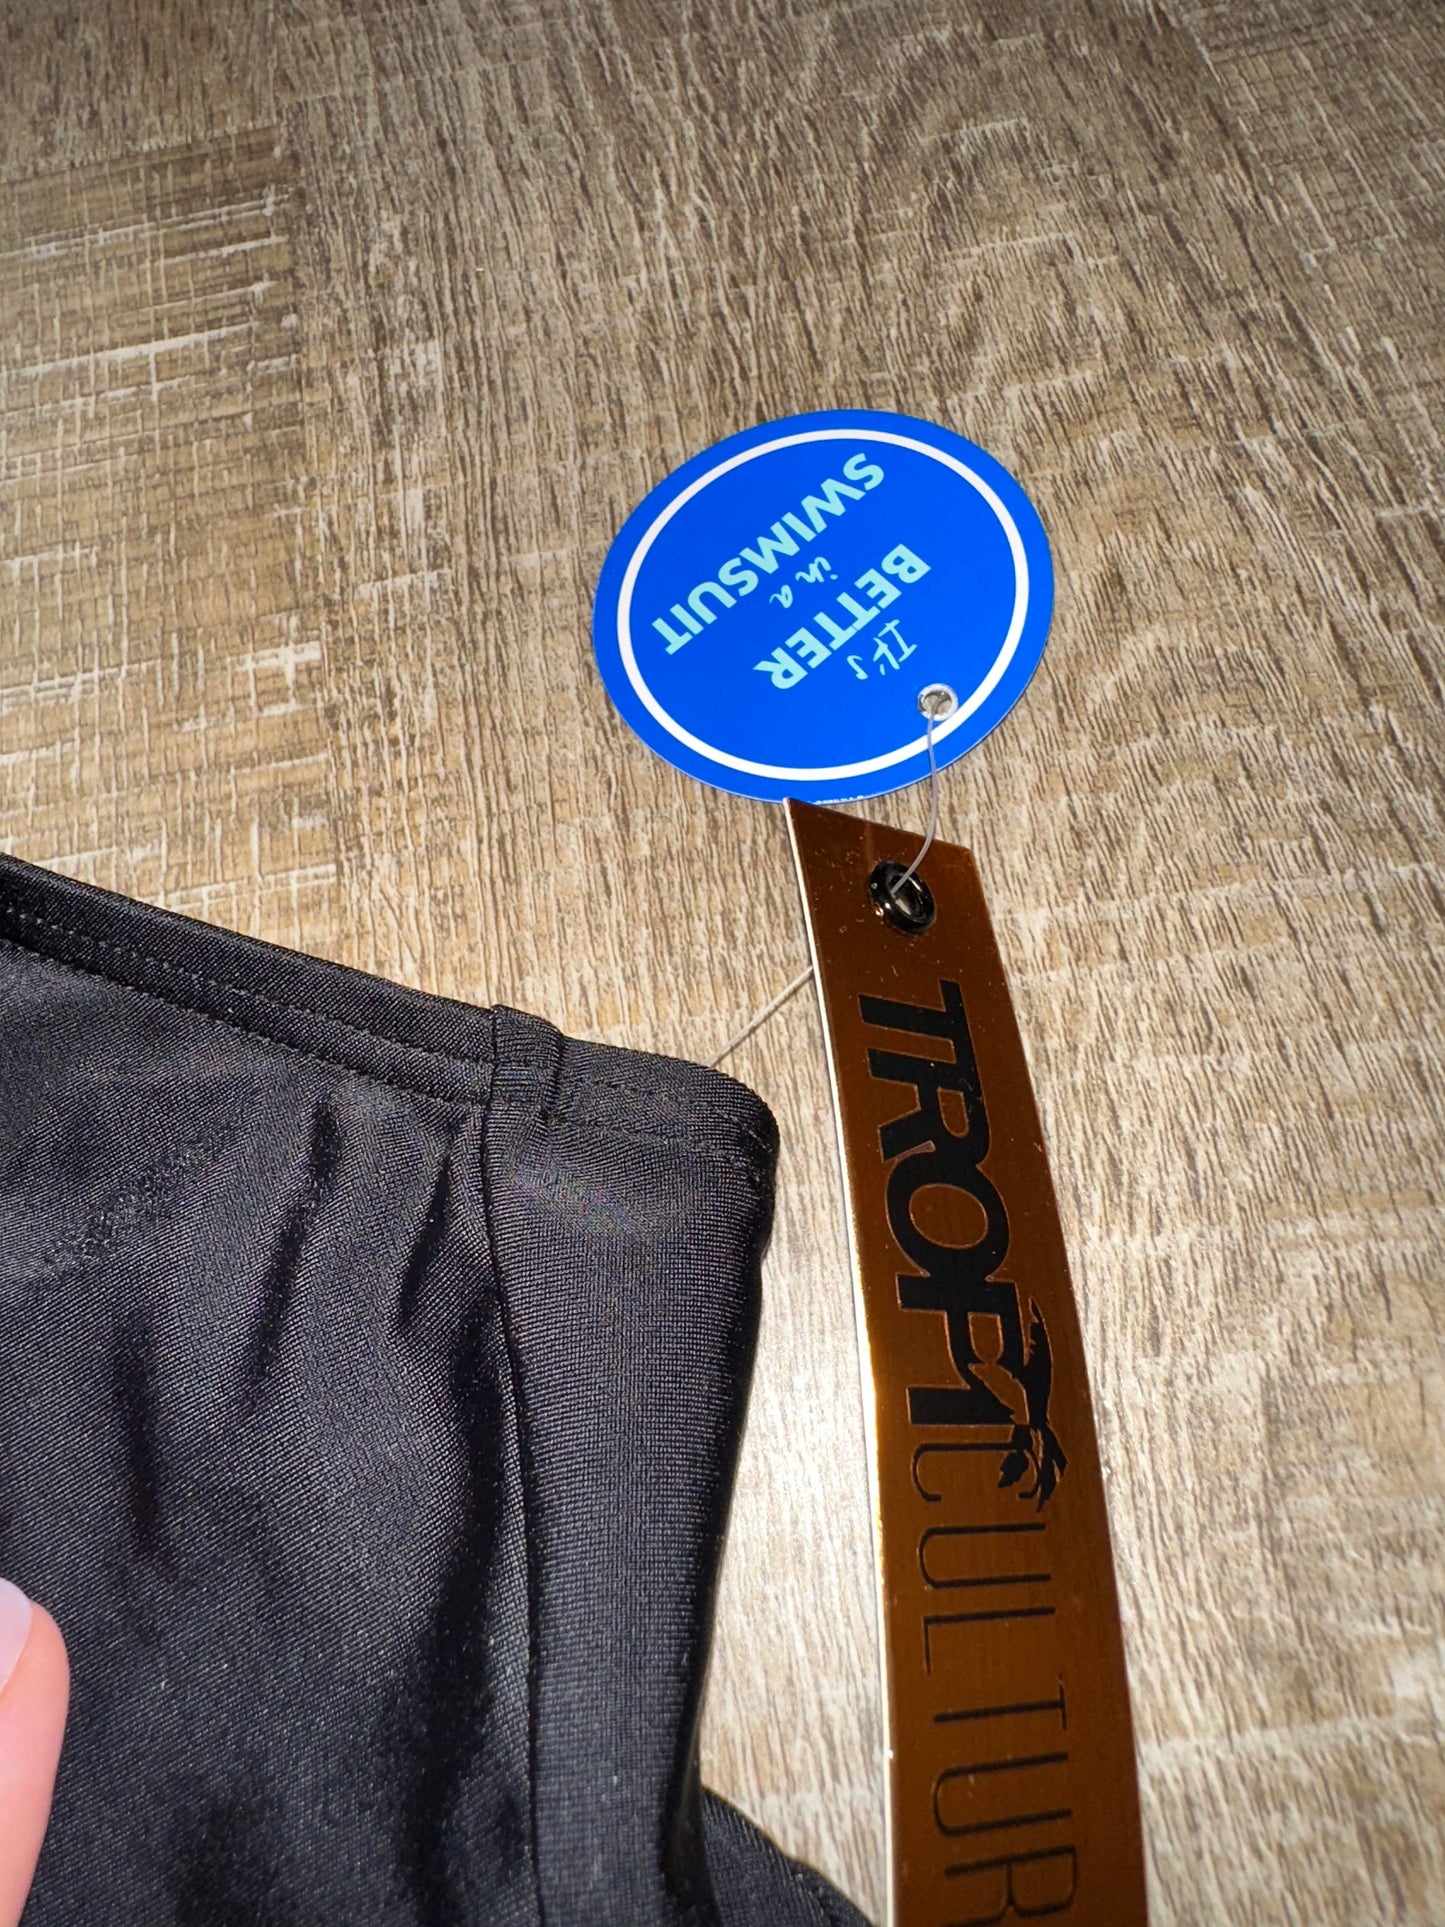 It's
BETTER
in a
SWIMSUIT
TROPI
CULTUR